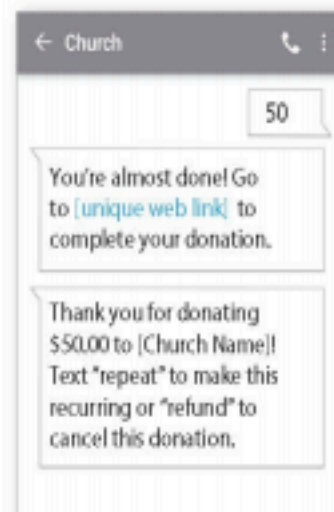 Church
50
You're almost done! Go
to [unique web link] to
complete your donation.
Thank you for donating
$50.00 to [Church Name]!
Text "repeat" to make this
recurring or "refund" to
cancel this donation.